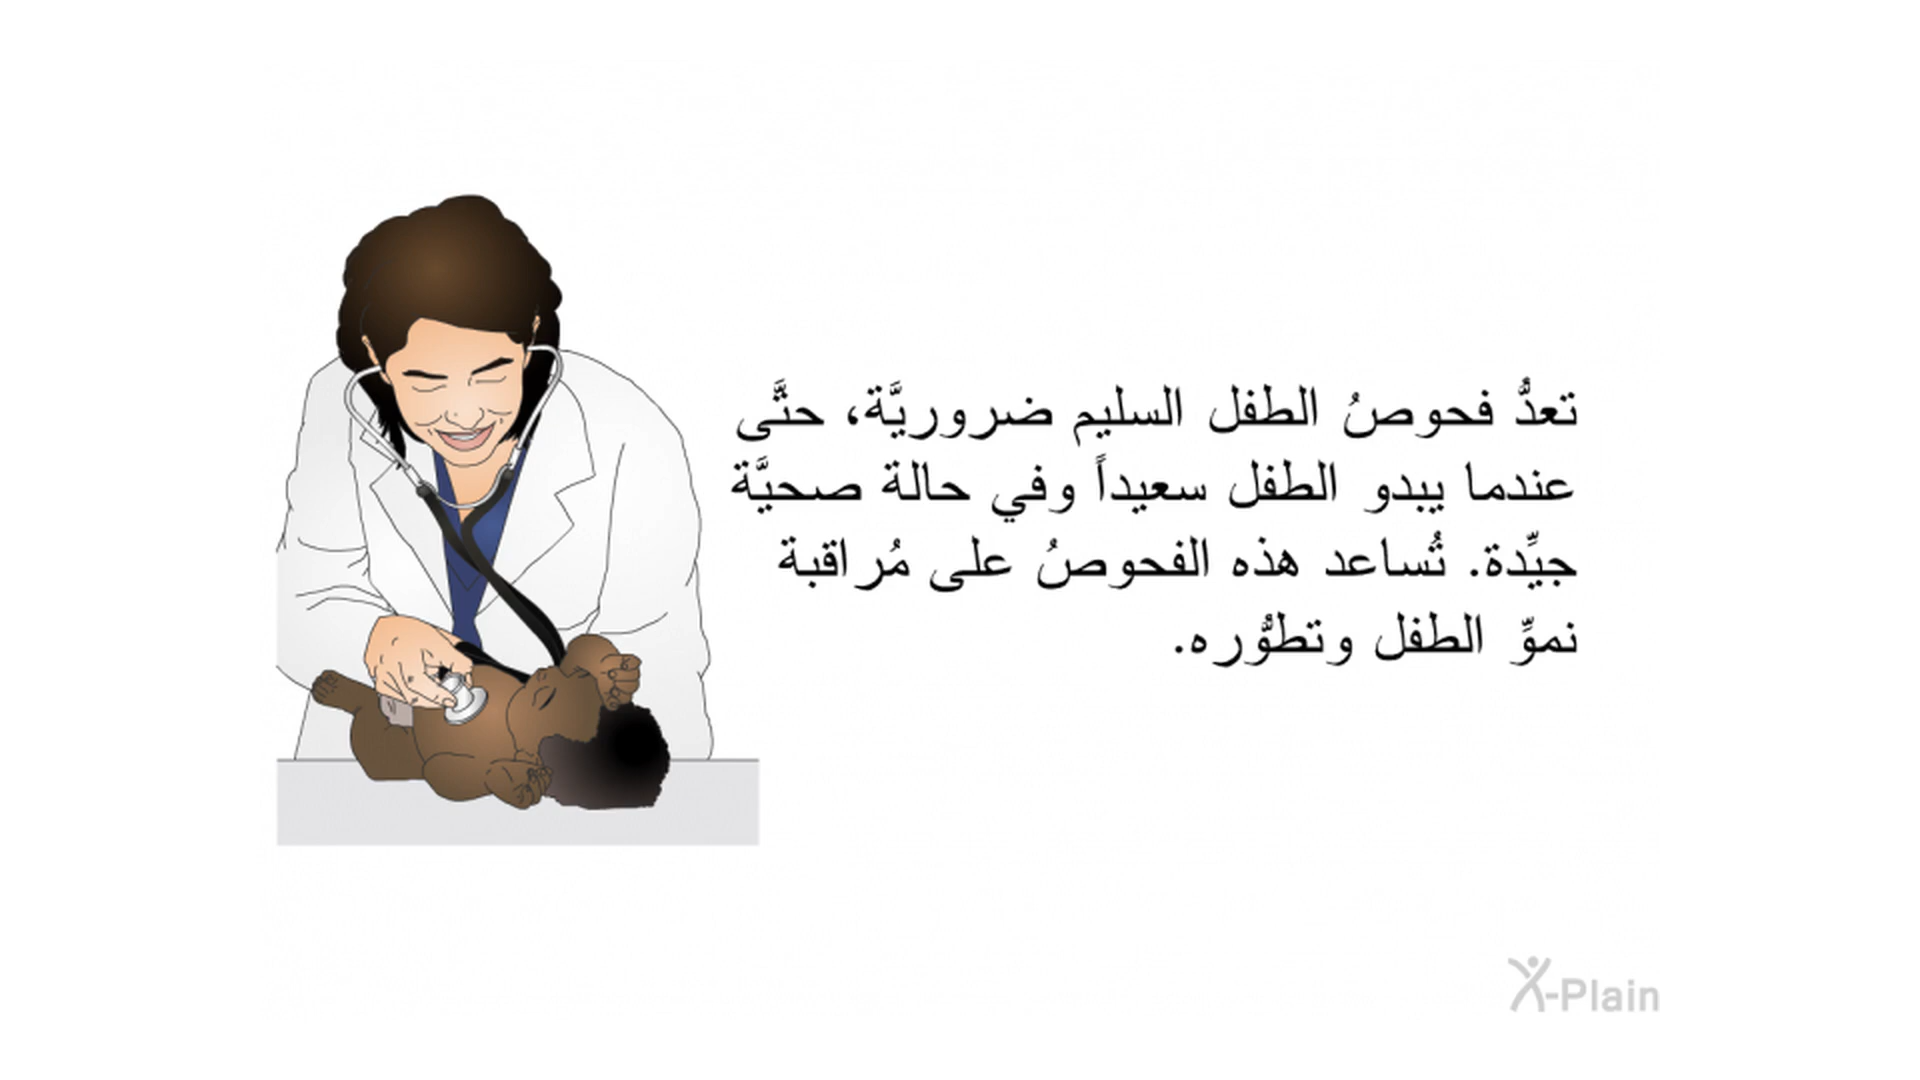 تعدُّ فحوصُ الطفل السليم ضروريَّة، حتَّى
عندما يبدو الطفل سعيداً وفي حالة صحيَّة
جيِّدة. تُساعد هذه الفحوصُ على مُراقبة
نموِّ الطفل وتطوُّره.
X-Plain